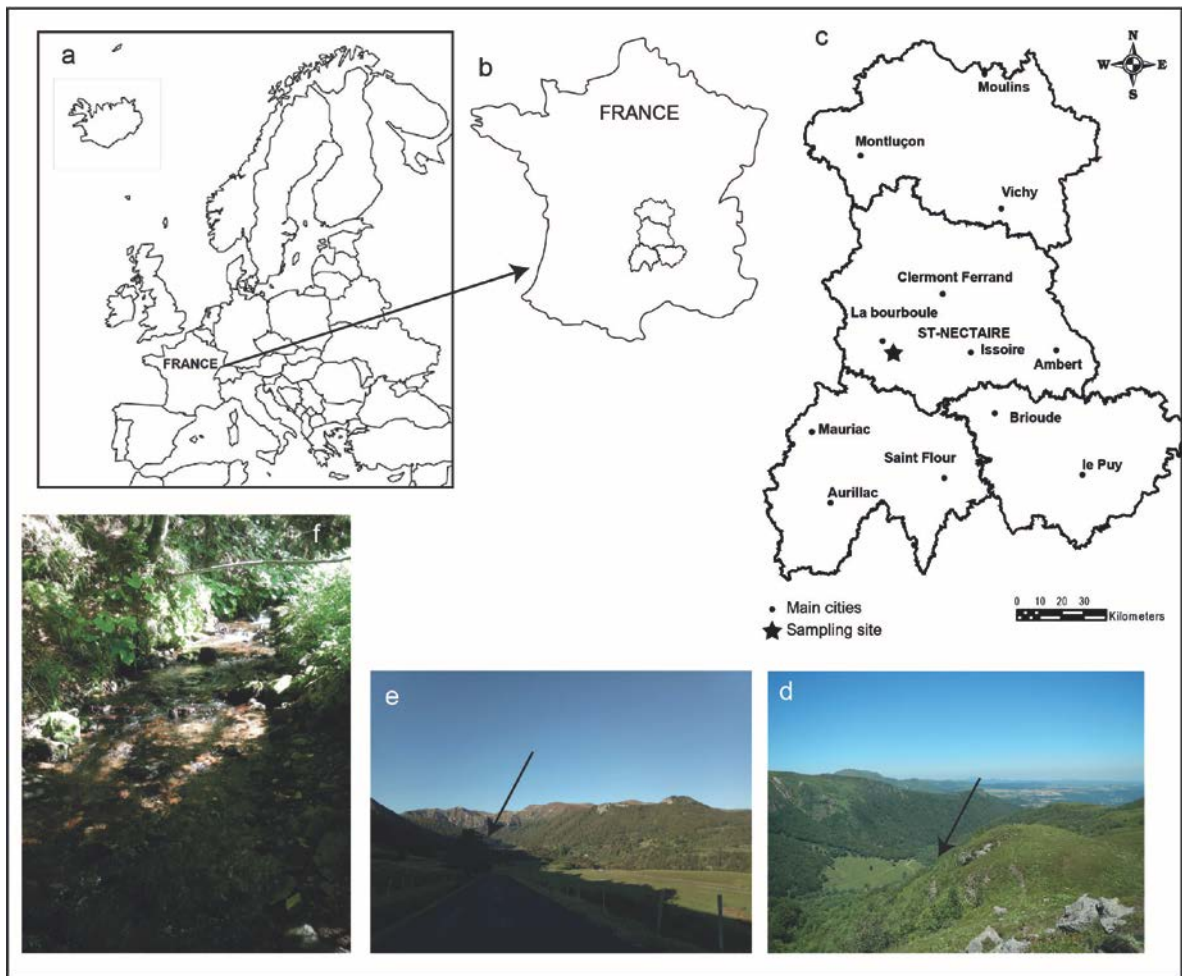 a
FRANCE
b
FRANCE
c
N
W E
S
Moulins
Montluçon
Vichy
Clermont Ferrand
La bourboule
ST-NECTAIRE
Issoire
Ambert
Brioude
Mauriac
Saint Flour
le Puy
Aurillac
Main cities
Sampling site
0 10 20 30
Kilometers
f
e
d